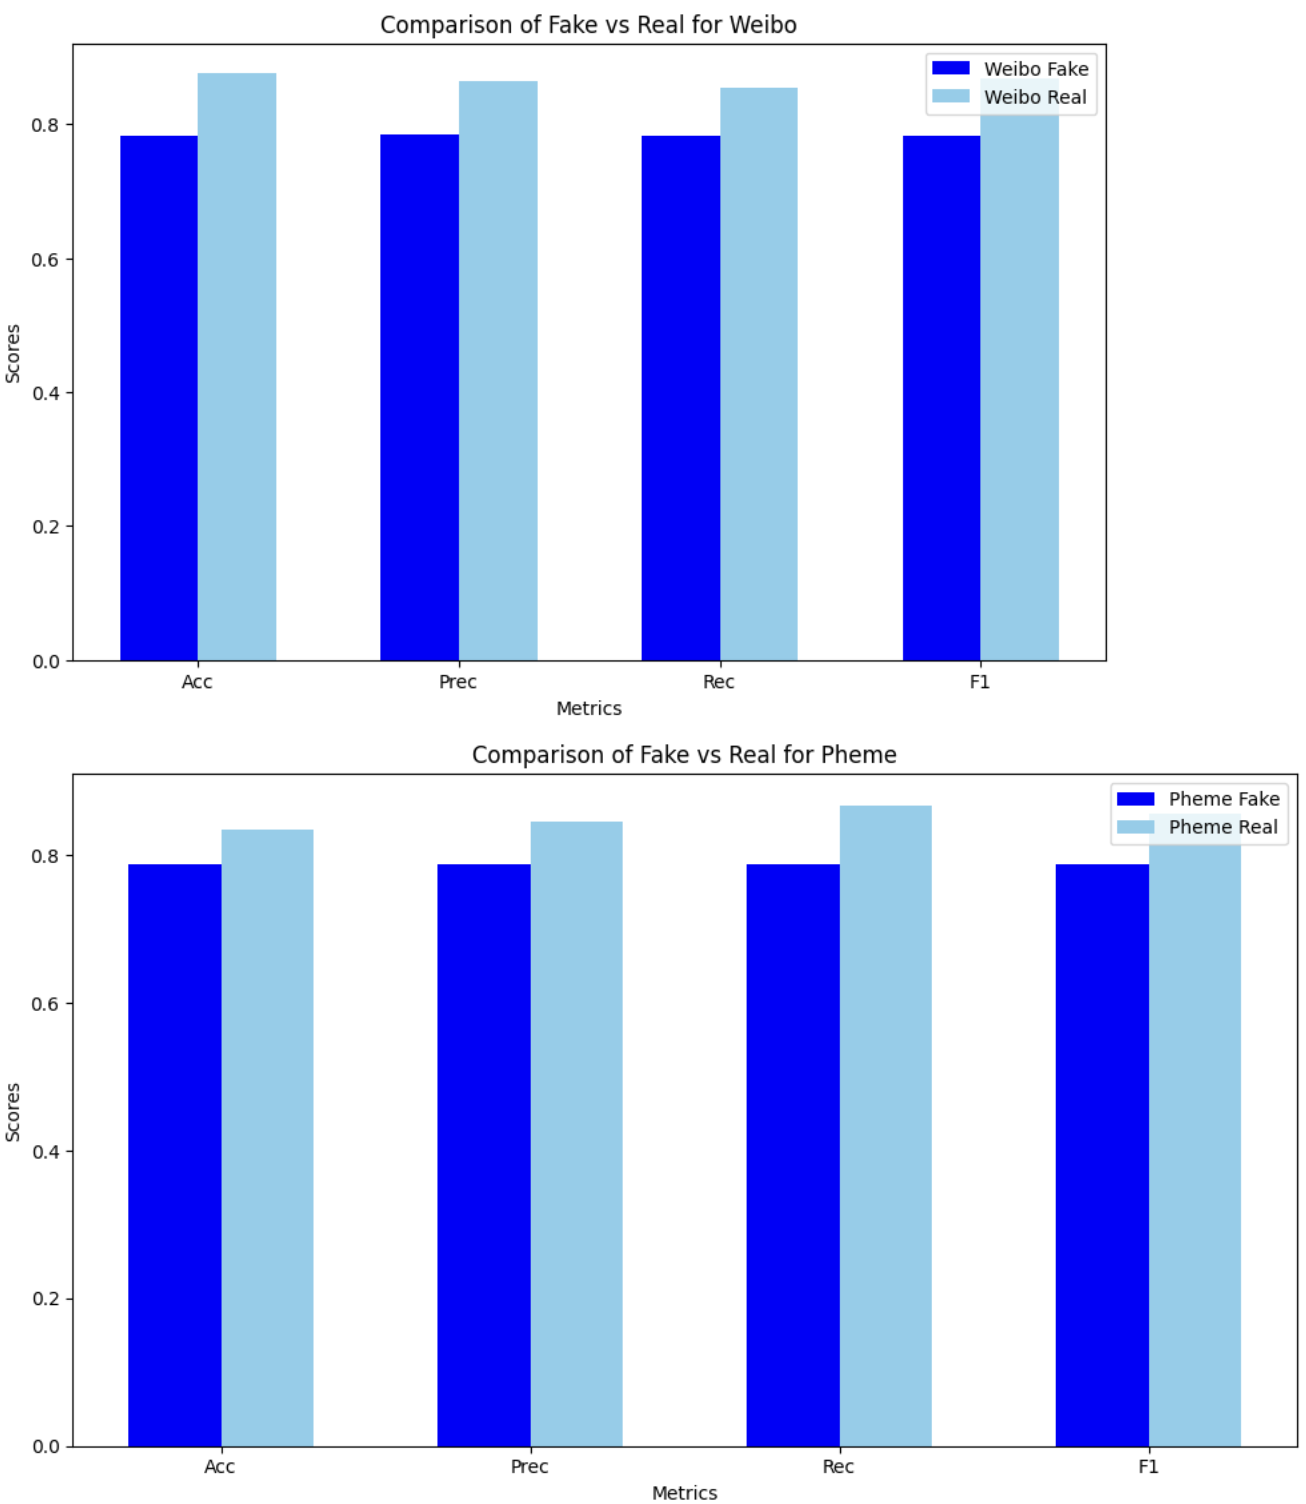 Comparison of Fake vs Real for Weibo
Weibo Fake
Weibo Real
0.8
0.6
0.4
0.2
0.0
Scores
Acc Prec Rec F1
Metrics
Comparison of Fake vs Real for Pheme
Pheme Fake
Pheme Real
0.8
0.6
0.4
0.2
0.0
Scores
Acc Prec Rec F1
Metrics